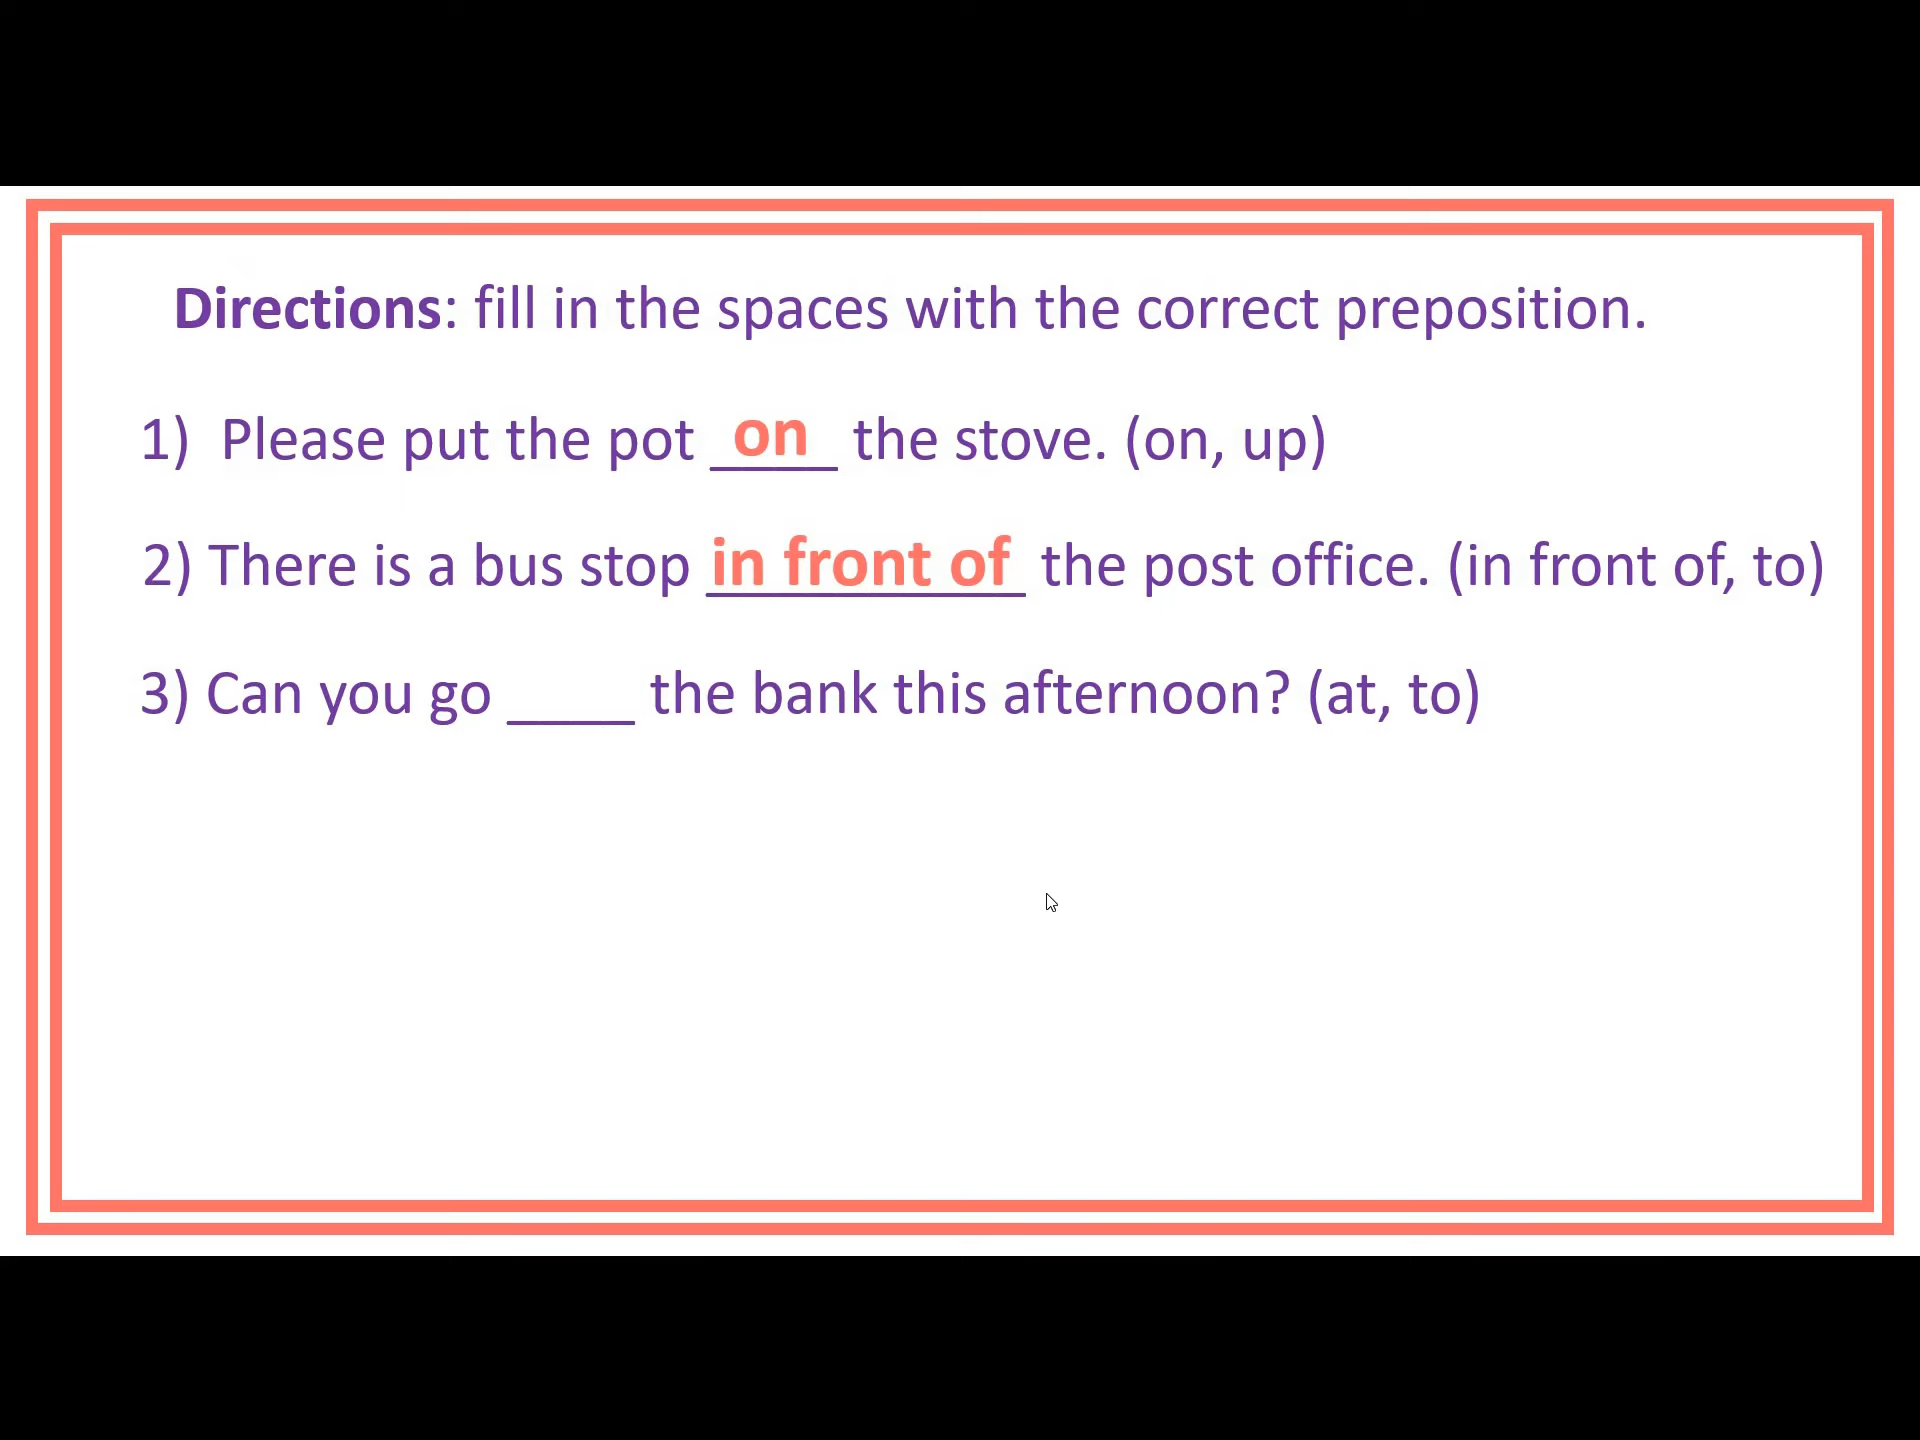 Directions: fill in the spaces with the correct preposition.
1) Please put the pot on the stove. (on, up)
2) There is a bus stop in front of the post office. (in front of, to)
3) Can you go ____ the bank this afternoon? (at, to)